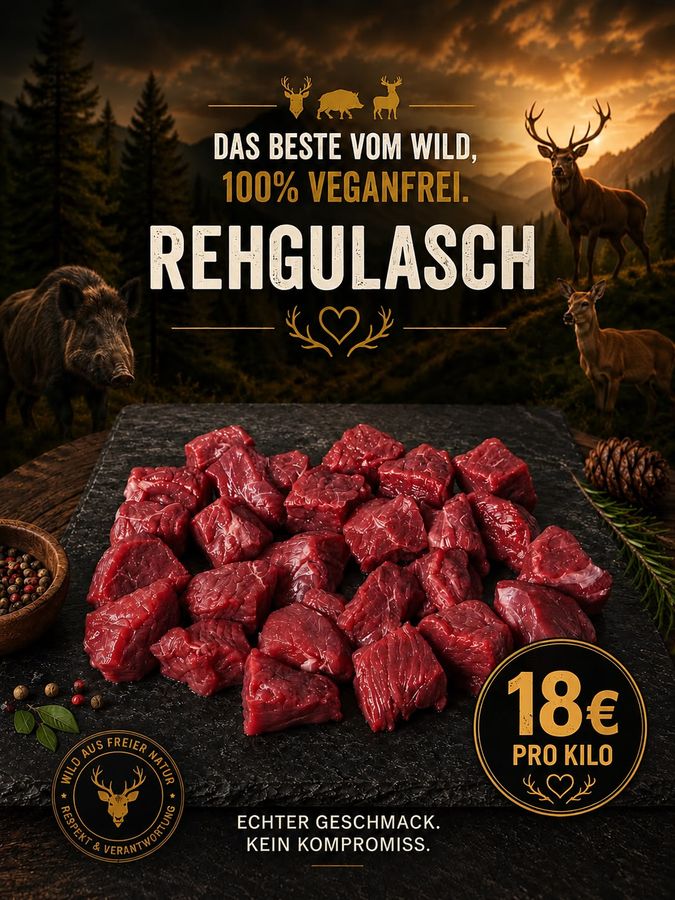 DAS BESTE VOM WILD,
100% VEGANFREI.
REHGULASCH
18€
PRO KILO
WILD AUS FREIER NATUR
RESPEKT & VERANTWORTUNG
ECHTER GESCHMACK.
KEIN KOMPROMISS.